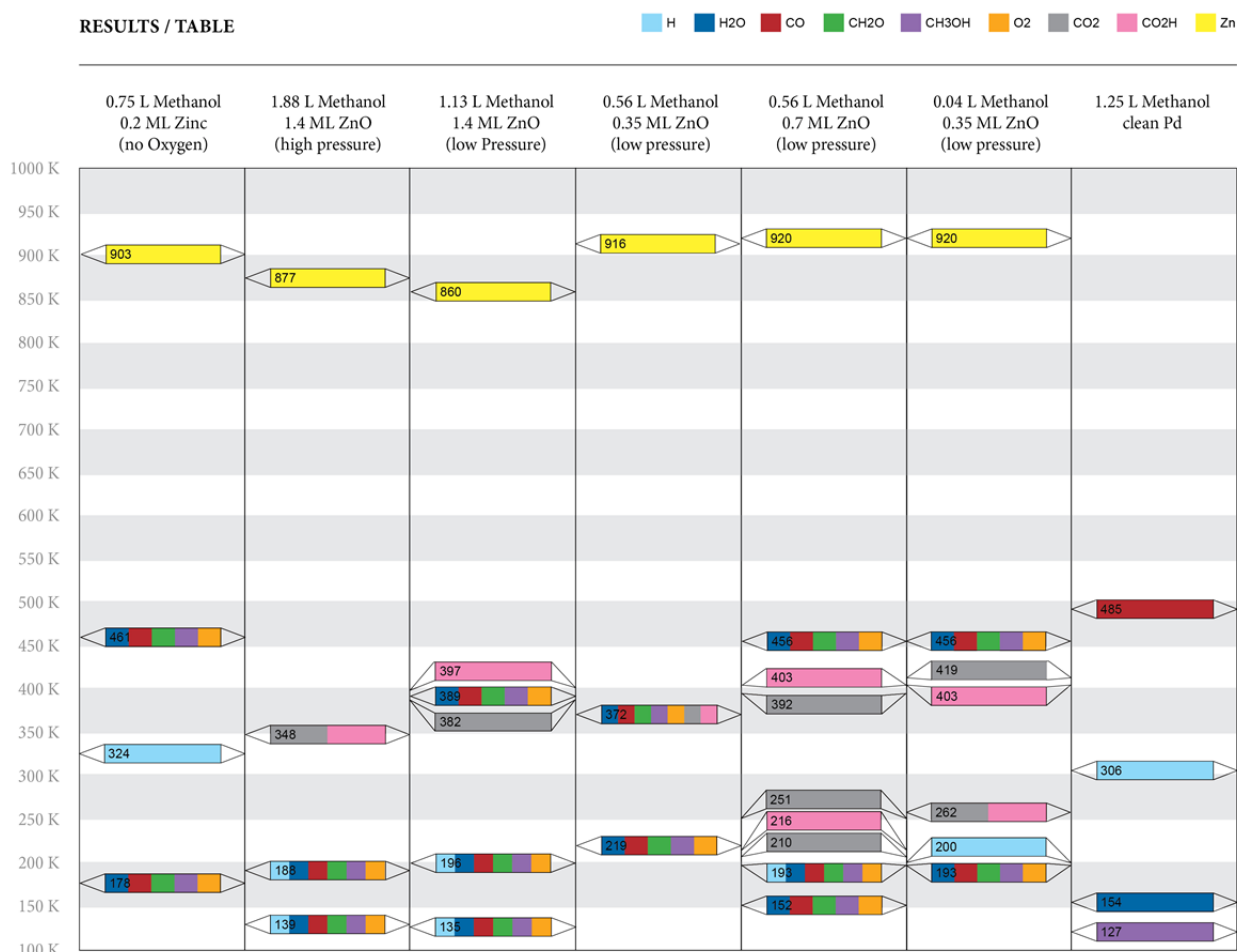 RESULTS / TABLE
H H2O CO CH2O CH3OH O2 CO2 CO2H Zn
0.75 L Methanol
0.2 ML Zinc
(no Oxygen)
1.88 L Methanol
1.4 ML ZnO
(high pressure)
1.13 L Methanol
1.4 ML ZnO
(low Pressure)
0.56 L Methanol
0.35 ML ZnO
(low pressure)
0.56 L Methanol
0.7 ML ZnO
(low pressure)
0.04 L Methanol
0.35 ML ZnO
(low pressure)
1.25 L Methanol
clean Pd
1000 K
950 K
900 K
850 K
800 K
750 K
700 K
650 K
600 K
550 K
500 K
450 K
400 K
350 K
300 K
250 K
200 K
150 K
100 K
903
461
324
178
877
348
188
139
860
397
389
382
196
135
916
372
219
920
456
403
392
251
216
210
193
152
920
456
419
403
262
200
193
485
306
154
127